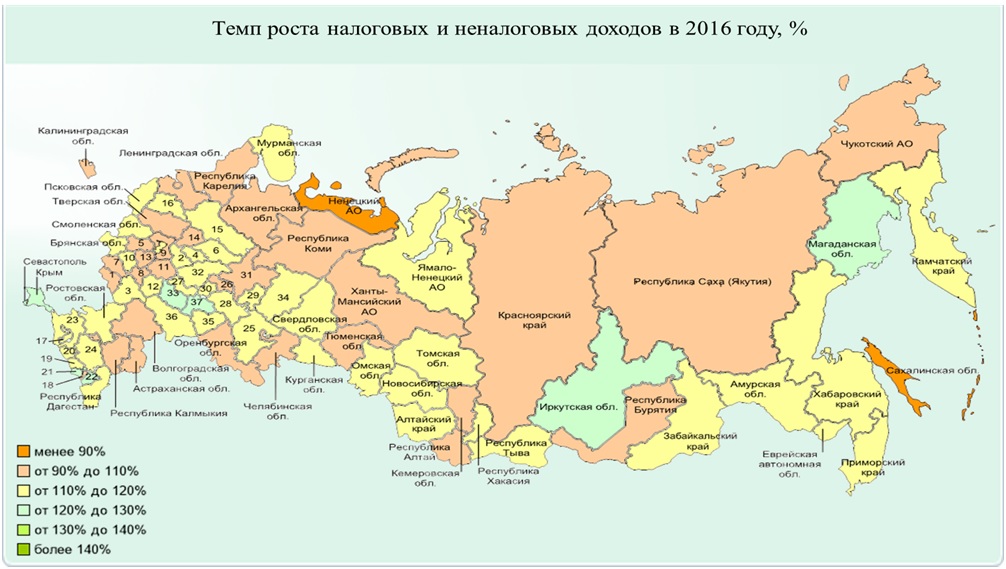 Темп роста налоговых и неналоговых доходов в 2016 году, %
Калининградская
обл.
Ленинградская обл.
Мурманская
обл.
Чукотский АО
Республика
Карелия
Псковская обл.
Тверская обл.
16
Ненецкий
АО
Архангельская
обл.
Смоленская обл.
15
14
Республика
Коми
Магаданская
обл.
Брянская обл.
5
1
9
6
7
10
13
2
4
11
8
1
32
31
Севастополь
Крым
Ростовская
обл.
3
12
27
33
30
26
37
28
29
34
Ямало-
Ненецкий
АО
Камчатский
край
Республика Саха (Якутия)
Ханты-
Мансийский
АО
Красноярский
край
23
36
35
25
Свердловская
обл.
17
20
24
Оренбургская
обл.
Тюменская
обл.
19
21
22
18
Волгоградская
обл.
Астраханская обл.
Томская
обл.
Омская
обл.
Новосибирская
обл.
Курганская
обл.
Сахалинская обл.
Амурская
обл.
Хабаровский
край
Республика
Дагестан
Республика Калмыкия
Челябинская
обл.
Алтайский
край
Иркутская обл.
Республика
Бурятия
Забайкальский
край
Республика
Алтай
Республика
Тыва
Кемеровская
обл.
Республика
Хакасия
Еврейская
автономная
обл.
Приморский
край
менее 90%
от 90% до 110%
от 110% до 120%
от 120% до 130%
от 130% до 140%
более 140%